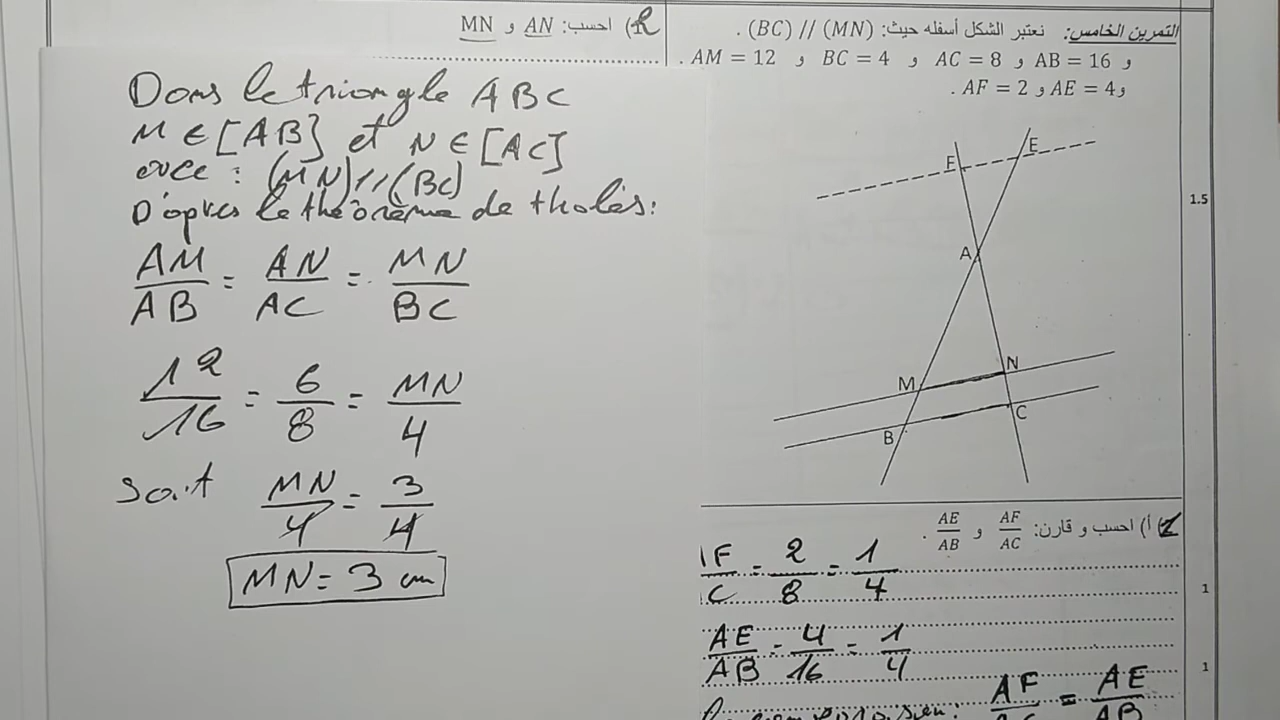 2) احسب: AN و MN
Dans le triangle ABC
M ∈ [AB] et N ∈ [AC]
avec : (MN) // (BC)
D'après le théorème de thalès:
AM/AB = AN/AC = MN/BC
12/16 = 6/8 = MN/4
soit MN/4 = 3/4
MN = 3 cm
التمرين الخامس: نعتبر الشكل أسفله حيث: (MN) // (BC) .
و AB = 16 و AC = 8 و BC = 4 و AM = 12 .
و AE = 4 و AF = 2 .
E
F
A
N
M
C
B
1.5
أ) احسب و قارن: AF/AC و AE/AB .
F/C = 2/8 = 1/4
1
AE/AB = 4/16 = 1/4
1
AF = AE
AB